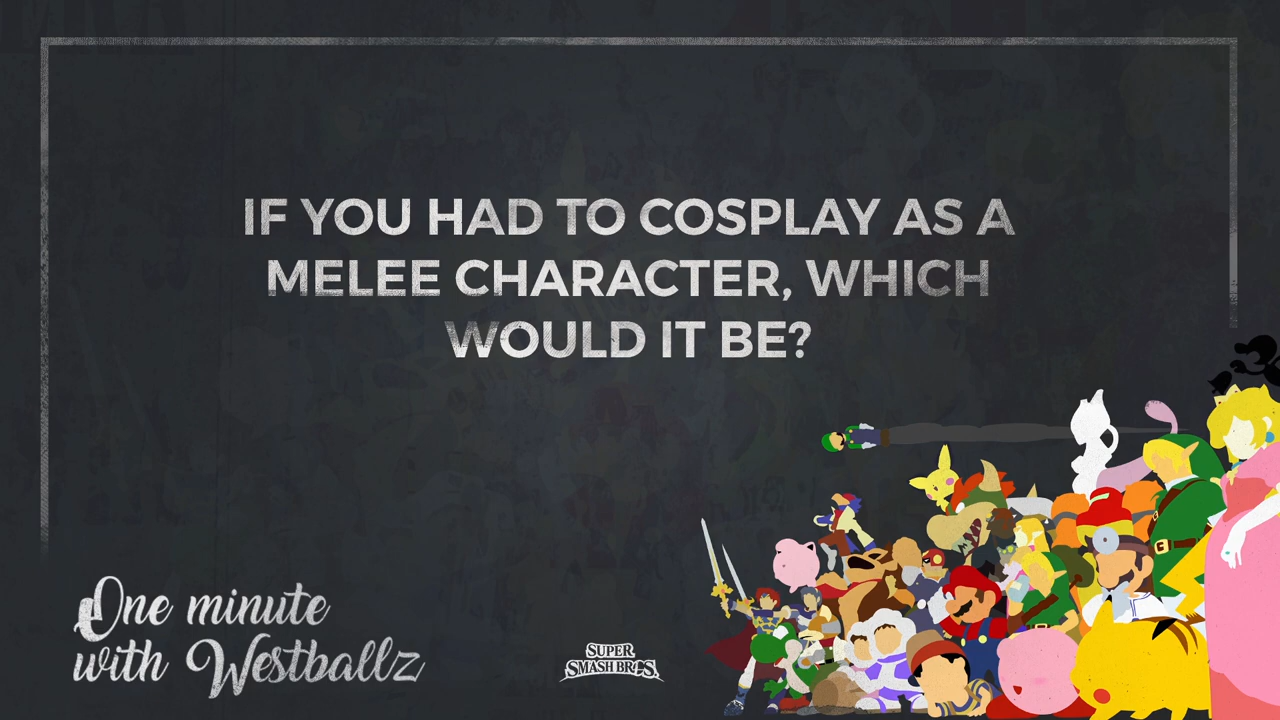 IF YOU HAD TO COSPLAY AS A
MELEE CHARACTER, WHICH
WOULD IT BE?
One minute
with Westballz
SUPER
SMASH BROS.